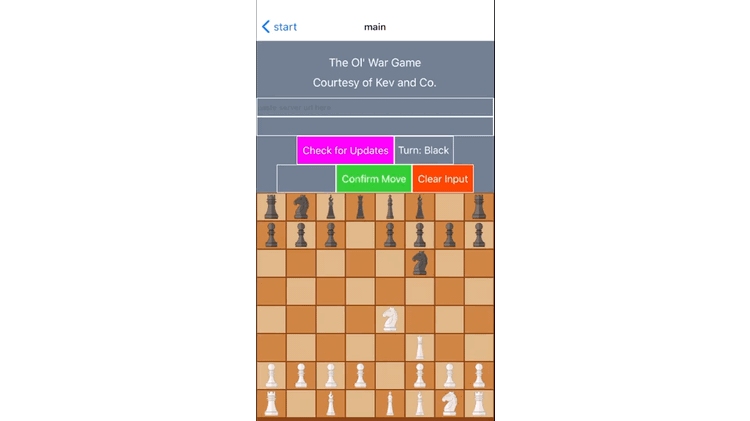 start
main
The Ol' War Game
Courtesy of Kev and Co.
Check for Updates
Turn: Black
Confirm Move
Clear Input